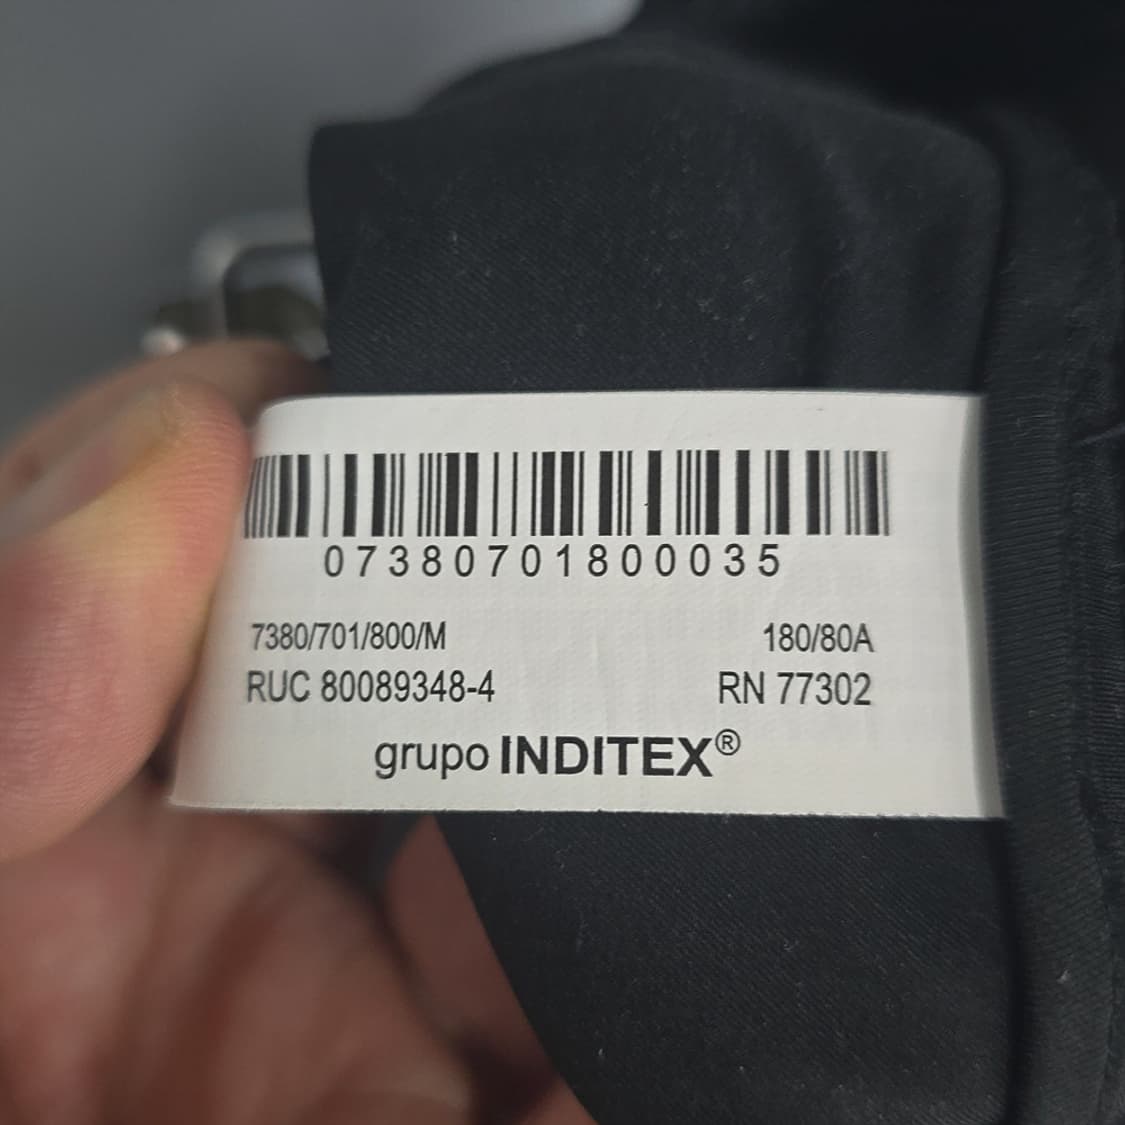 07380701800035
7380/701/800/M 180/80A
RUC 80089348-4 RN 77302
grupo INDITEX®